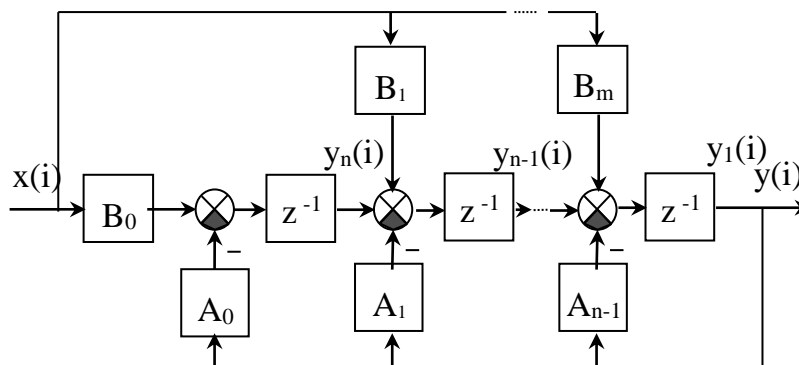 ......
B₁
Bₘ
x(i)
yₙ(i)
yₙ₋₁(i)
y₁(i)
y(i)
B₀
z⁻¹
z⁻¹
......
z⁻¹
−
−
−
A₀
A₁
Aₙ₋₁